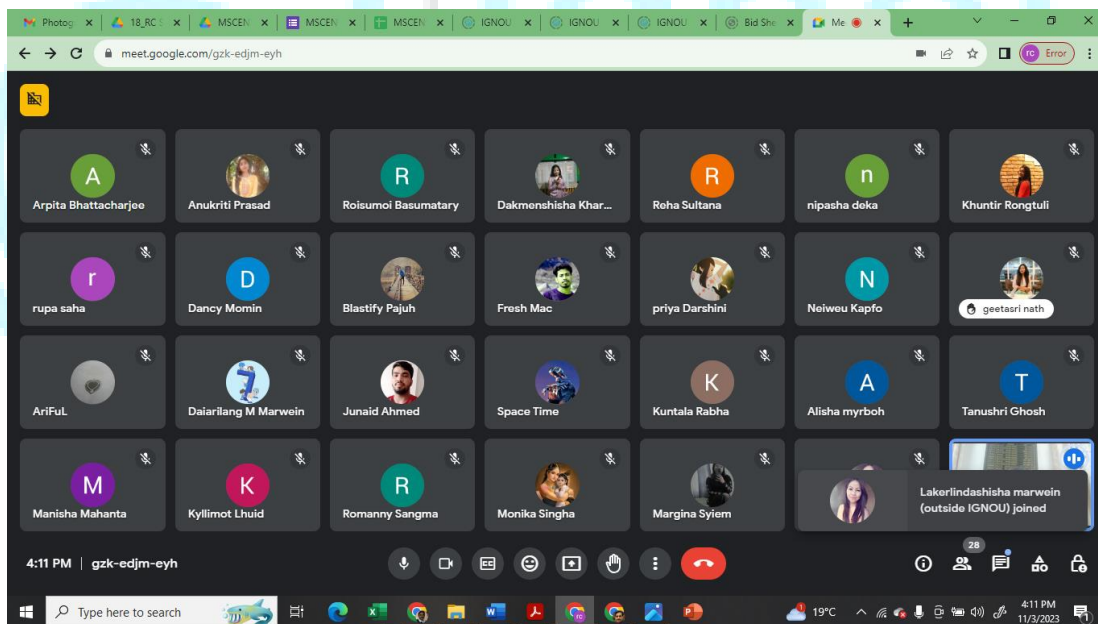 Photog
18_RC S
MSCEN
MSCEN
MSCEN
IGNOU
IGNOU
IGNOU
Bid She
Me
meet.google.com/gzk-edjm-eyh
rc Error
A
R
R
n
Arpita Bhattacharjee
Anukriti Prasad
Roisumoi Basumatary
Dakmenshisha Khar...
Reha Sultana
nipasha deka
Khuntir Rongtuli
r
D
N
rupa saha
Dancy Momin
Blastify Pajuh
Fresh Mac
priya Darshini
Neiweu Kapfo
geetasri nath
K
A
T
AriFuL
Daiarilang M Marwein
Junaid Ahmed
Space Time
Kuntala Rabha
Alisha myrboh
Tanushri Ghosh
M
K
R
Manisha Mahanta
Kyllimot Lhuid
Romanny Sangma
Monika Singha
Margina Syiem
Lakerlindashisha marwein
(outside IGNOU) joined
4:11 PM | gzk-edjm-eyh
CC
28
Type here to search
19°C
4:11 PM
11/3/2023
1